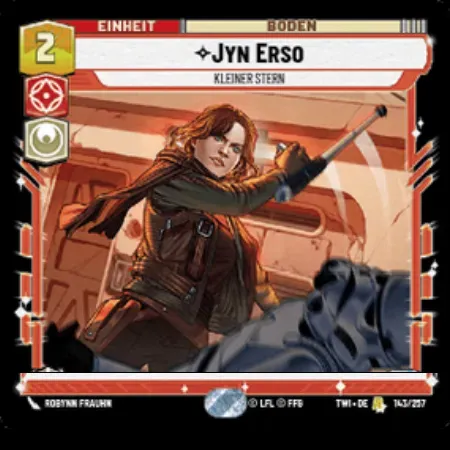 2
EINHEIT
BODEN
JYN ERSO
KLEINER STERN
ROBYNN FRAUHN
© LFL © FFG
TWI • DE
143/257